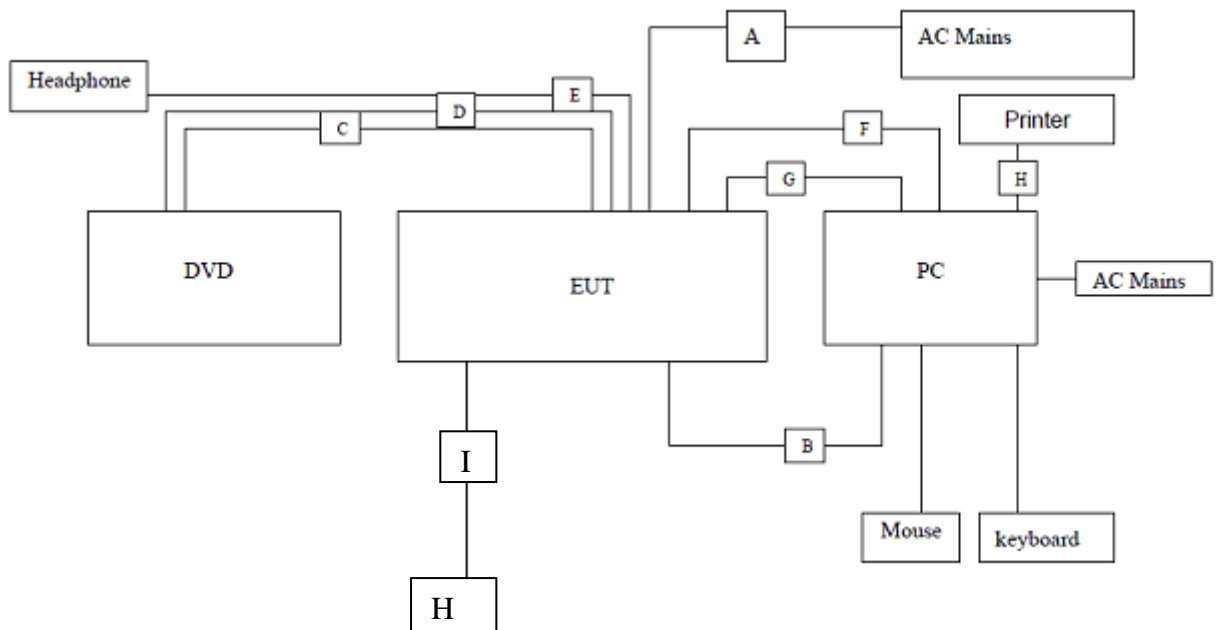 A
AC Mains
Headphone
E
D
C
Printer
F
G
H
DVD
EUT
PC
AC Mains
B
I
Mouse
keyboard
H